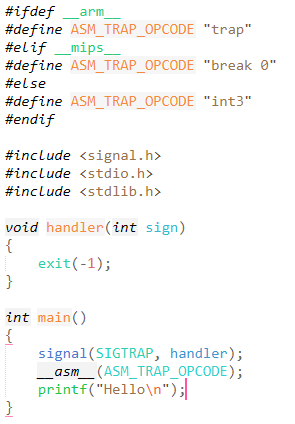 #ifdef __arm__
#define ASM_TRAP_OPCODE "trap"
#elif __mips__
#define ASM_TRAP_OPCODE "break 0"
#else
#define ASM_TRAP_OPCODE "int3"
#endif

#include <signal.h>
#include <stdio.h>
#include <stdlib.h>

void handler(int sign)
{
    exit(-1);
}

int main()
{
    signal(SIGTRAP, handler);
    __asm__(ASM_TRAP_OPCODE);
    printf("Hello\n");
}